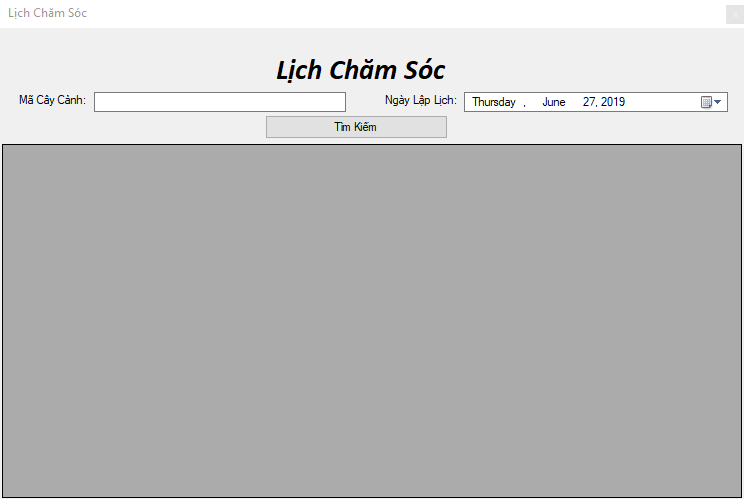 Lịch Chăm Sóc
Lịch Chăm Sóc
Mã Cây Cảnh: Ngày Lập Lịch: Thursday , June 27, 2019
Tìm Kiếm